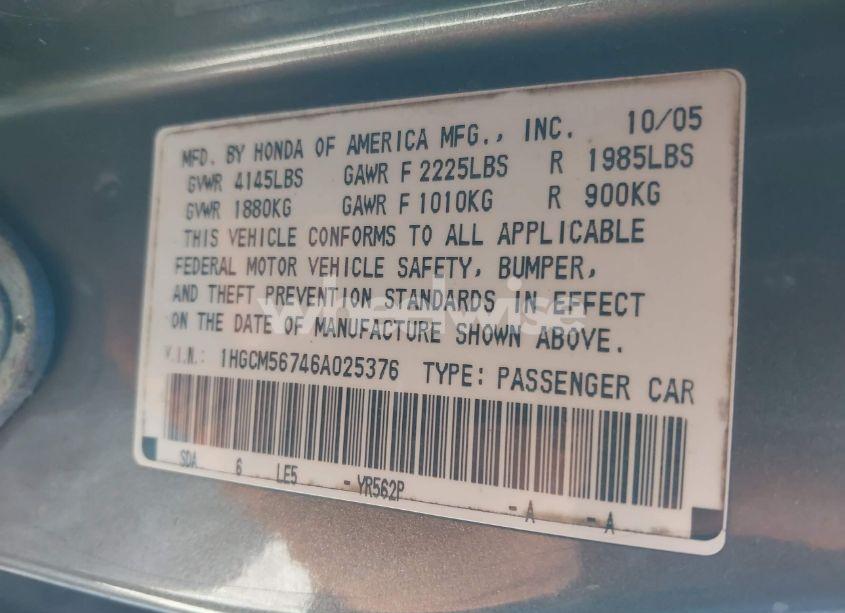 MFD. BY HONDA OF AMERICA MFG., INC. 10/05
GVWR 4145LBS GAWR F 2225LBS R 1985LBS
GVWR 1880KG GAWR F 1010KG R 900KG
THIS VEHICLE CONFORMS TO ALL APPLICABLE
FEDERAL MOTOR VEHICLE SAFETY, BUMPER,
AND THEFT PREVENTION STANDARDS IN EFFECT
ON THE DATE OF MANUFACTURE SHOWN ABOVE.
V.I.N.: 1HGCM56746A025376 TYPE: PASSENGER CAR
SDA 6 LE5 - YR562P -A -A
wheelwise